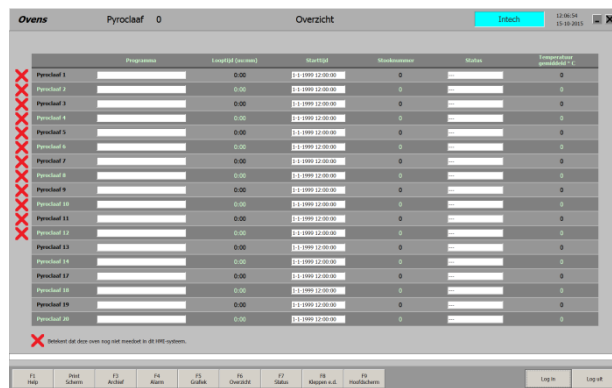 Ovens Pyroclaaf 0 Overzicht Intech 12:06:54
15-10-2015
Programma Looptijd (uu:mm) Starttijd Stooknummer Status Temperatuur
gemiddeld ° C
Pyroclaaf 1 0:00 1-1-1999 12:00:00 0 --- 0
Pyroclaaf 2 0:00 1-1-1999 12:00:00 0 --- 0
Pyroclaaf 3 0:00 1-1-1999 12:00:00 0 --- 0
Pyroclaaf 4 0:00 1-1-1999 12:00:00 0 --- 0
Pyroclaaf 5 0:00 1-1-1999 12:00:00 0 --- 0
Pyroclaaf 6 0:00 1-1-1999 12:00:00 0 --- 0
Pyroclaaf 7 0:00 1-1-1999 12:00:00 0 --- 0
Pyroclaaf 8 0:00 1-1-1999 12:00:00 0 --- 0
Pyroclaaf 9 0:00 1-1-1999 12:00:00 0 --- 0
Pyroclaaf 10 0:00 1-1-1999 12:00:00 0 --- 0
Pyroclaaf 11 0:00 1-1-1999 12:00:00 0 --- 0
Pyroclaaf 12 0:00 1-1-1999 12:00:00 0 --- 0
Pyroclaaf 13 0:00 1-1-1999 12:00:00 0 --- 0
Pyroclaaf 14 0:00 1-1-1999 12:00:00 0 --- 0
Pyroclaaf 17 0:00 1-1-1999 12:00:00 0 --- 0
Pyroclaaf 18 0:00 1-1-1999 12:00:00 0 --- 0
Pyroclaaf 19 0:00 1-1-1999 12:00:00 0 --- 0
Pyroclaaf 20 0:00 1-1-1999 12:00:00 0 --- 0
Betekent dat deze oven nog niet meedoet in dit HMI-systeem.
F1 Print F3 F4 F5 F6 F7 F8 F9 Log in Log uit
Help Scherm Archief Alarm Grafiek Overzicht Status Kleppen e.d. Hoofdscherm